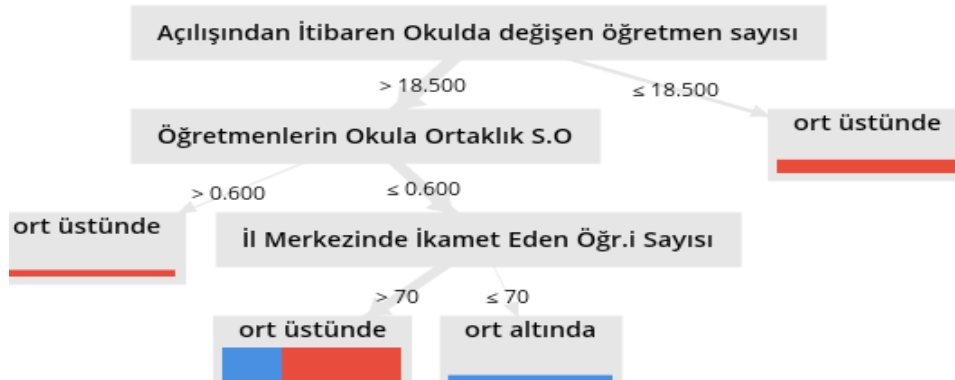 Açılışından İtibaren Okulda değişen öğretmen sayısı
> 18.500
≤ 18.500
Öğretmenlerin Okula Ortaklık S.O
ort üstünde
> 0.600
≤ 0.600
ort üstünde
İl Merkezinde İkamet Eden Öğr.i Sayısı
> 70
≤ 70
ort üstünde
ort altında